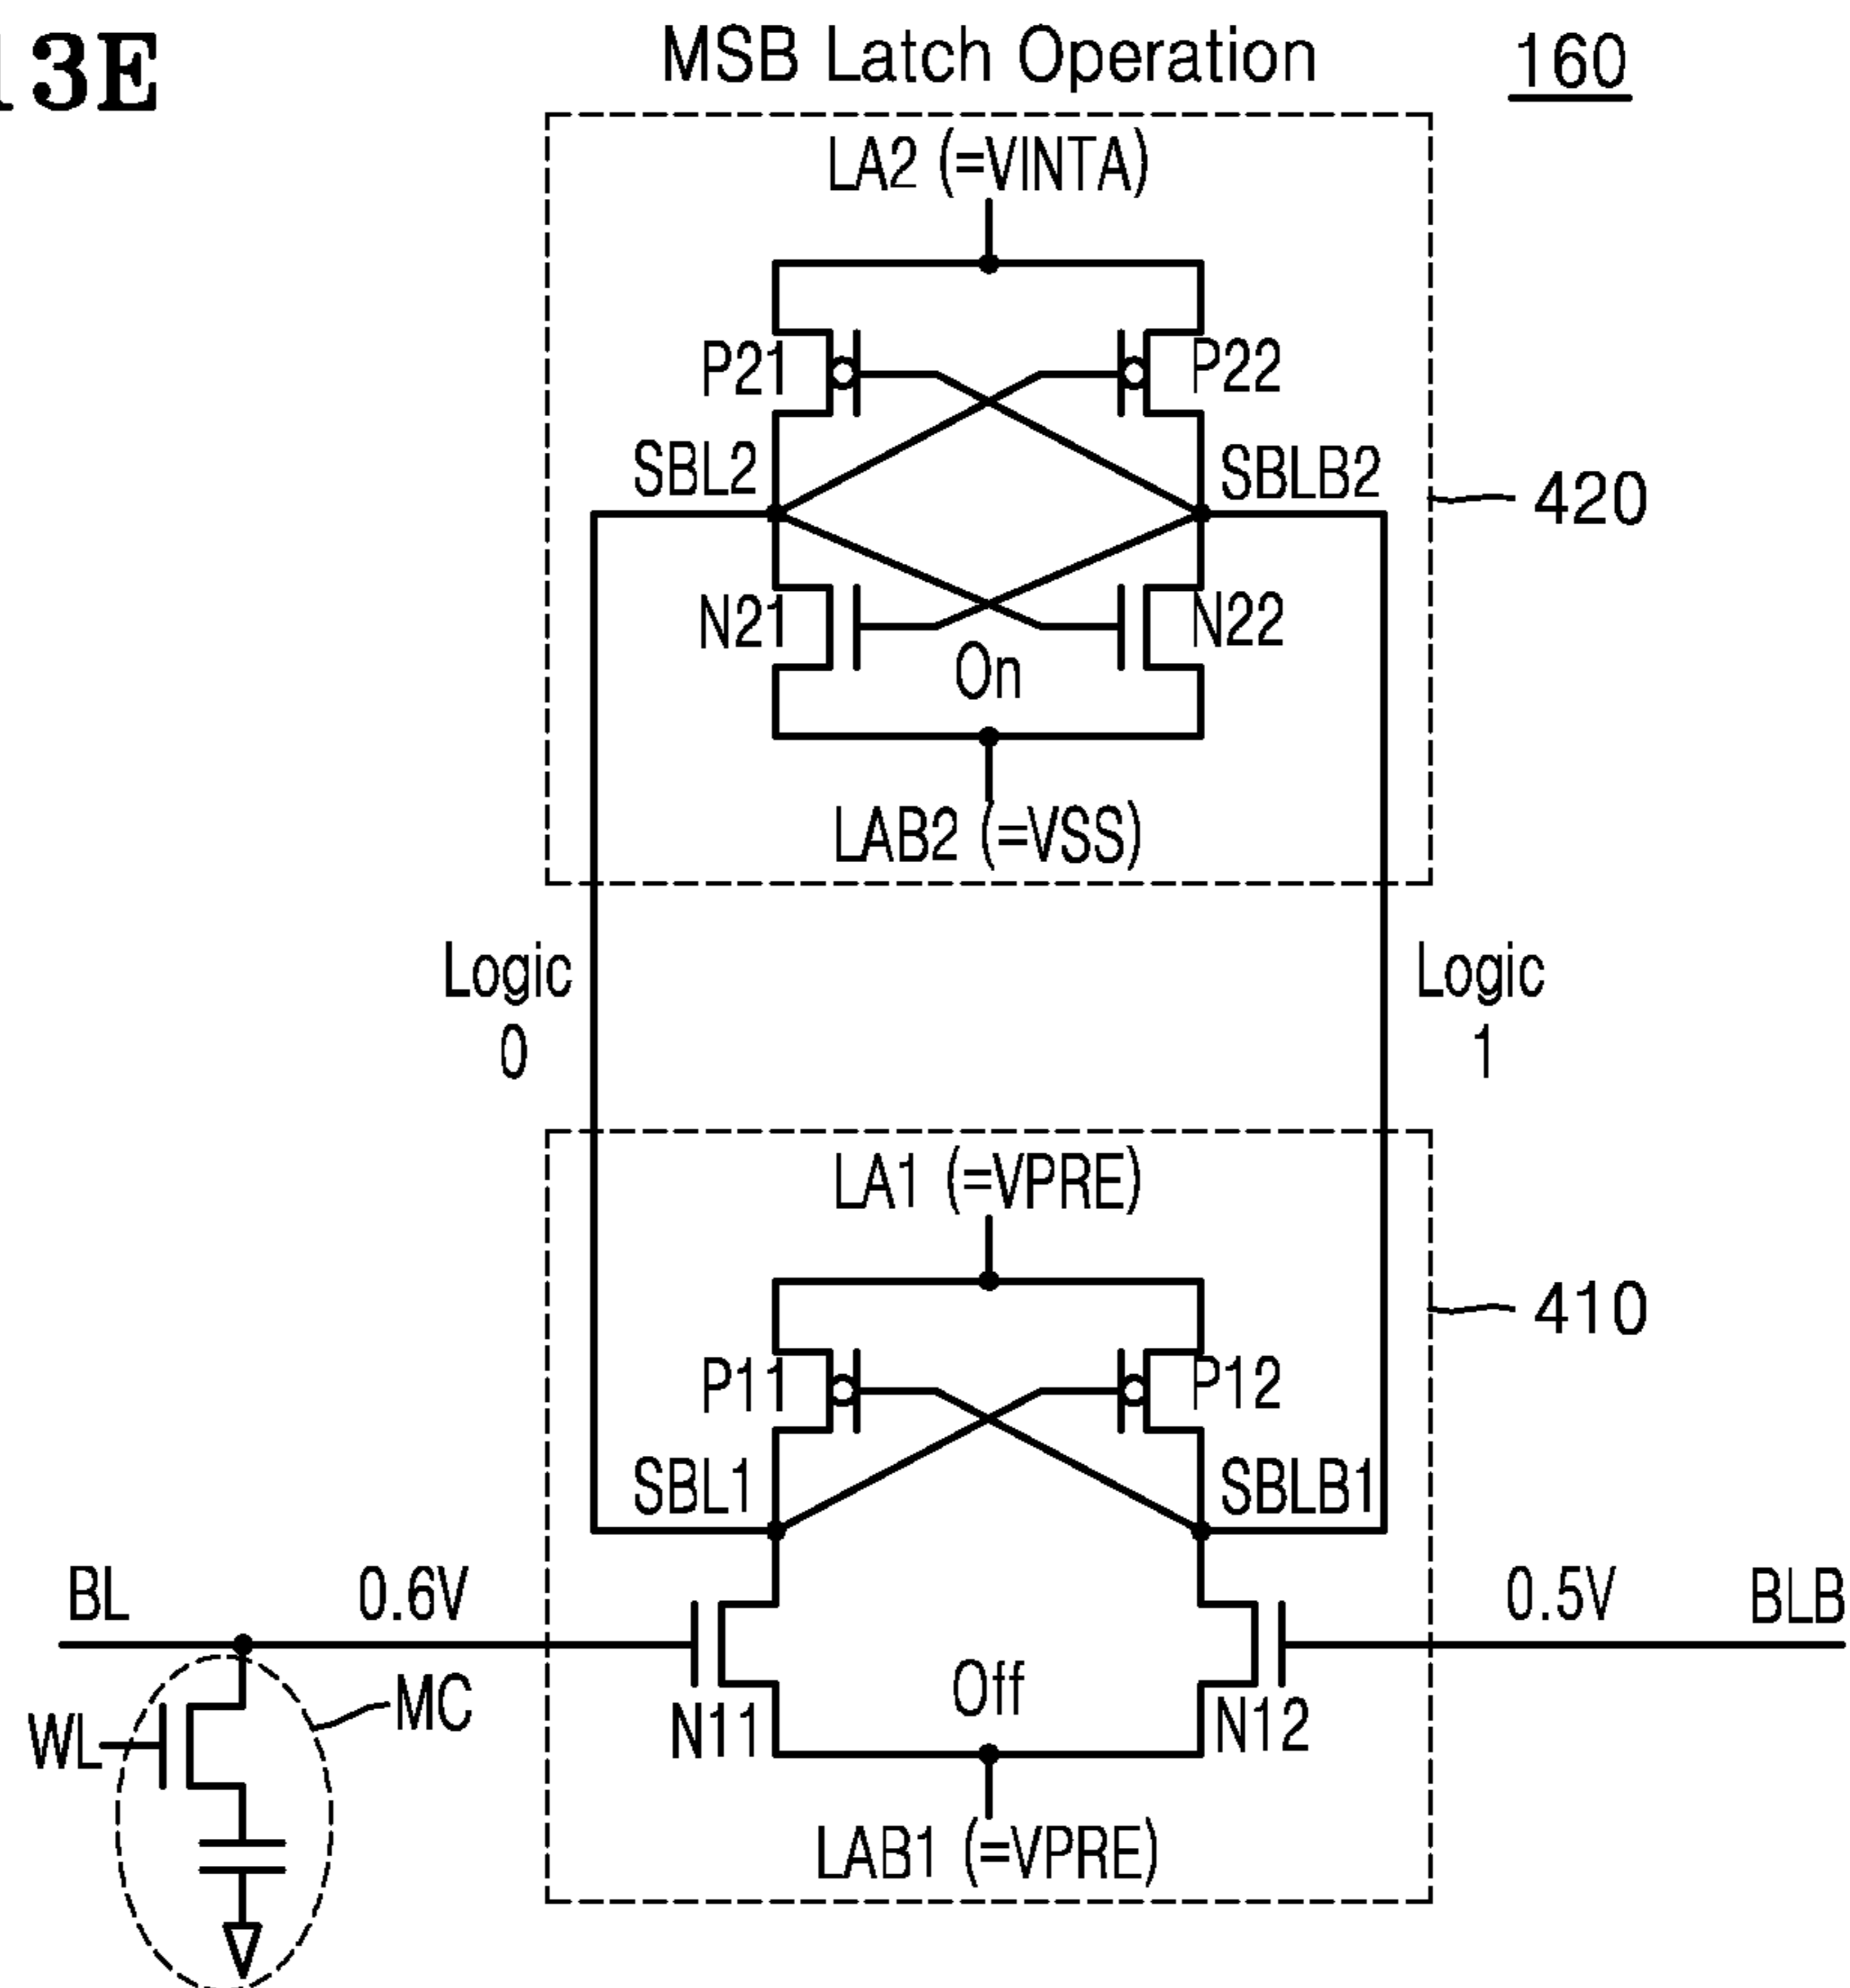 13E
MSB Latch Operation
160
LA2 (=VINTA)
P21
P22
SBL2
SBLB2
420
N21
N22
On
LAB2 (=VSS)
Logic
0
Logic
1
LA1 (=VPRE)
410
P11
P12
SBL1
SBLB1
BL
0.6V
0.5V
BLB
MC
Off
WL
N11
N12
LAB1 (=VPRE)